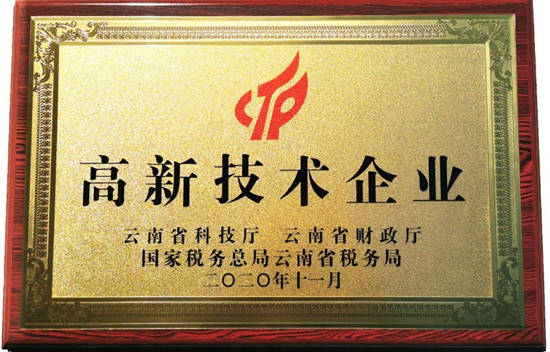 高新技术企业
云南省科技厅 云南省财政厅
国家税务总局云南省税务局
二〇二〇年十一月